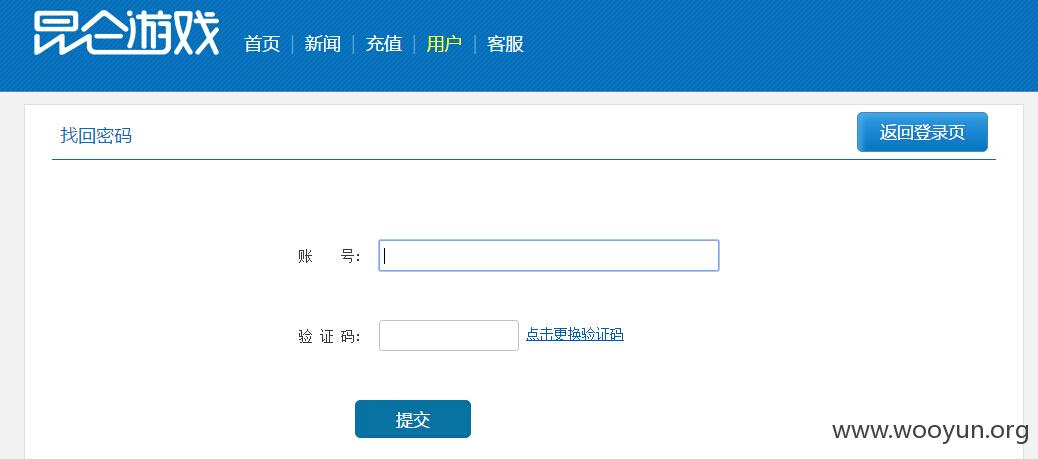 昆仑游戏
首页 | 新闻 | 充值 | 用户 | 客服
找回密码
返回登录页
账 号:
验 证 码: 点击更换验证码
提交
www.wooyun.org